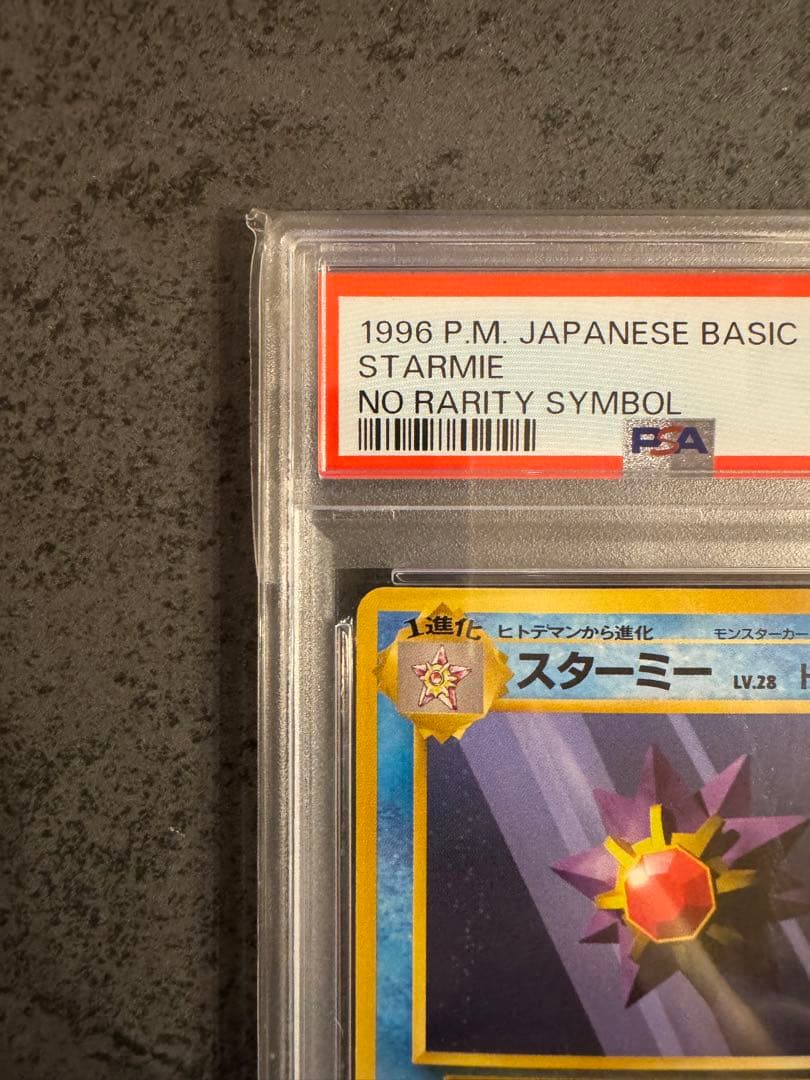 1996 P.M. JAPANESE BASIC
STARMIE
NO RARITY SYMBOL
PSA
1進化 ヒトデマンから進化 モンスターカー
スターミー LV.28 H